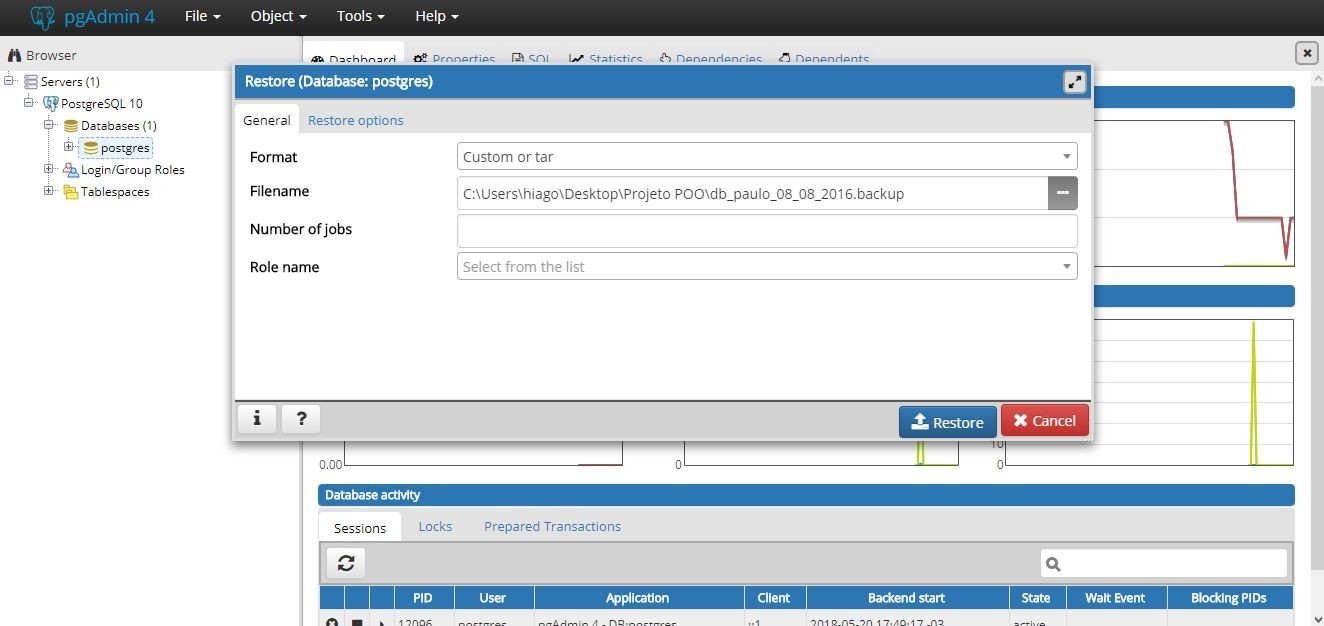 pgAdmin 4 File Object Tools Help
Browser
Dashboard Properties SQL Statistics Dependencies Dependents
Servers (1)
PostgreSQL 10
Databases (1)
postgres
Login/Group Roles
Tablespaces
Restore (Database: postgres)
General Restore options
Format Custom or tar
Filename C:\Users\hiago\Desktop\Projeto POO\db_paulo_08_08_2016.backup
Number of jobs
Role name Select from the list
i ? Restore Cancel
10
0.00 0 0
Database activity
Sessions Locks Prepared Transactions
PID User Application Client Backend start State Wait Event Blocking PIDs
12096 postgres pgAdmin 4 - DB:postgres ::1 2018-05-20 17:49:17 -03 active